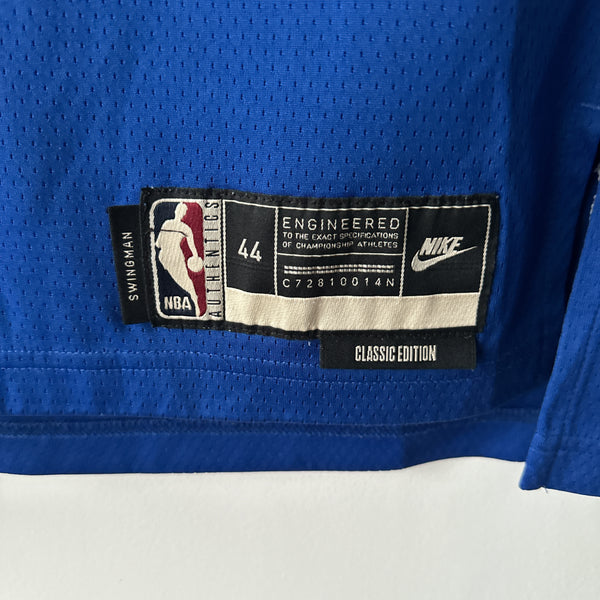 SWINGMAN
NBA
AUTHENTICS
44
ENGINEERED
TO THE EXACT SPECIFICATIONS
OF CHAMPIONSHIP ATHLETES
C72810014N
NIKE
CLASSIC EDITION